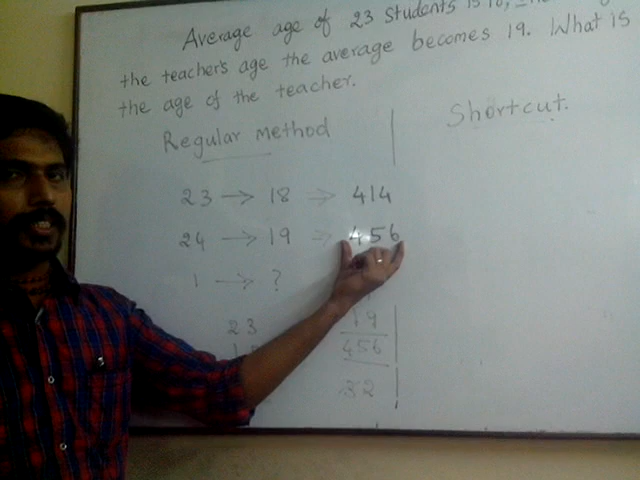 Average age of 23 students is 18,
the teacher's age the average becomes 19. What is
the age of the teacher.
Regular method
Shortcut.
23 → 18 ⇒ 414
24 → 19 ⇒ 456
1 → ?
23
19
456
32